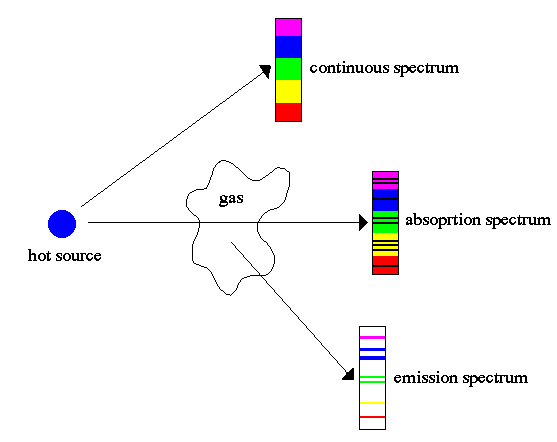 continuous spectrum
gas
absoprtion spectrum
hot source
emission spectrum